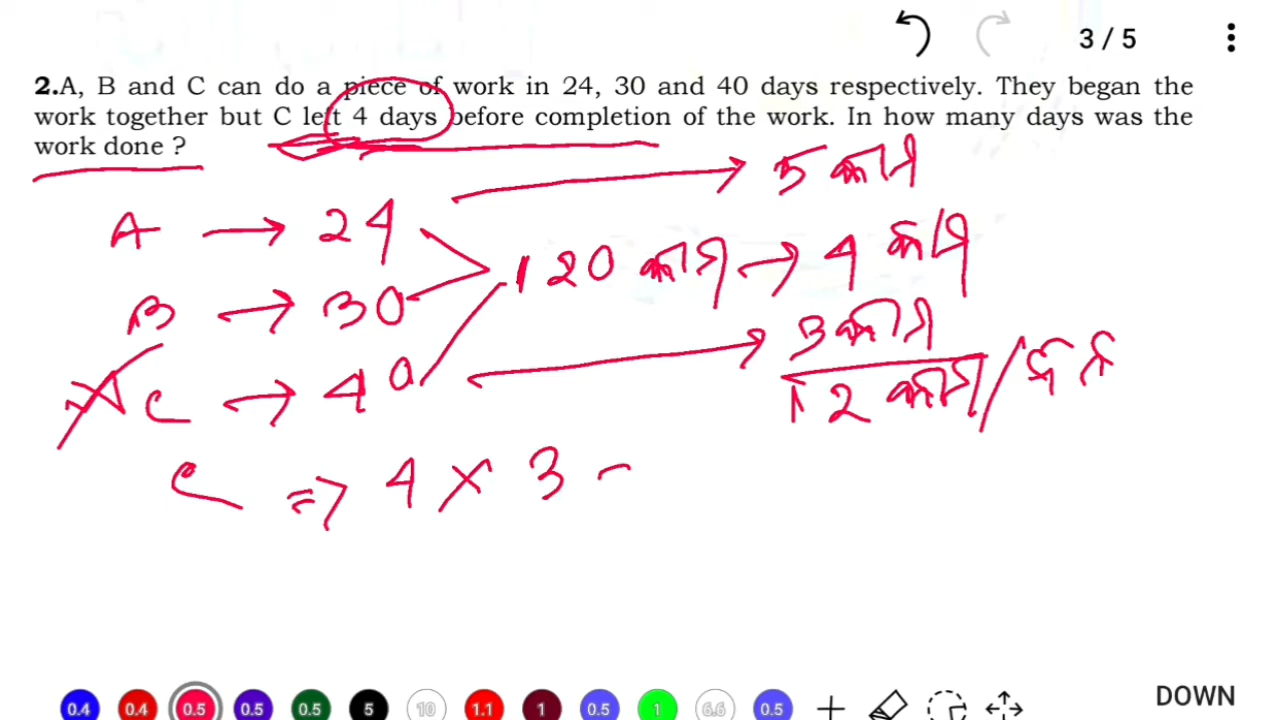 3 / 5
2.A, B and C can do a piece of work in 24, 30 and 40 days respectively. They began the
work together but C left 4 days before completion of the work. In how many days was the
work done ?
5 काम
A → 24
120 काम → 4 काम
B → 30
3 काम
C → 40
12 काम/दिन
C => 4 × 3
0.4 0.4 0.5 0.5 0.5 5 10 1.1 1 0.5 1 6.6 0.5
DOWN